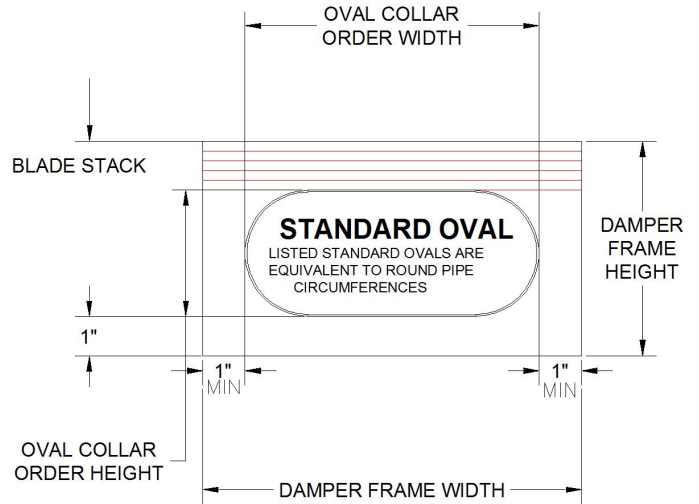 OVAL COLLAR
ORDER WIDTH
BLADE STACK
STANDARD OVAL
LISTED STANDARD OVALS ARE
EQUIVALENT TO ROUND PIPE
CIRCUMFERENCES
DAMPER
FRAME
HEIGHT
1"
1"
MIN
1"
MIN
OVAL COLLAR
ORDER HEIGHT
DAMPER FRAME WIDTH